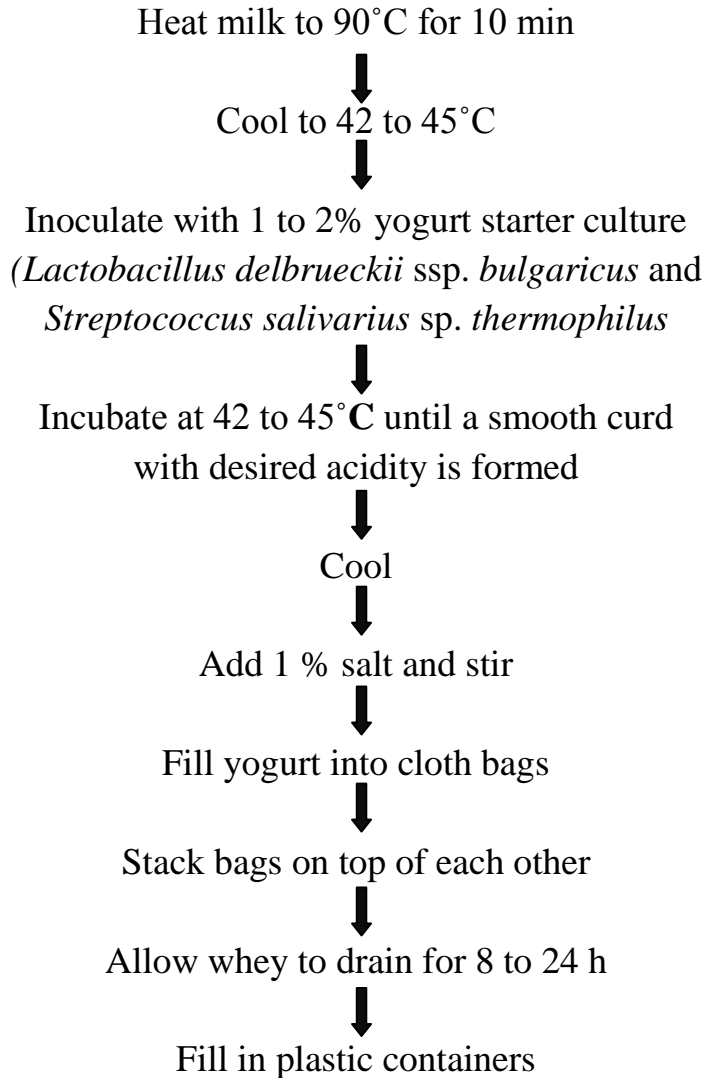 Heat milk to 90˚C for 10 min
Cool to 42 to 45˚C
Inoculate with 1 to 2% yogurt starter culture
(Lactobacillus delbrueckii ssp. bulgaricus and
Streptococcus salivarius sp. thermophilus
Incubate at 42 to 45˚C until a smooth curd
with desired acidity is formed
Cool
Add 1 % salt and stir
Fill yogurt into cloth bags
Stack bags on top of each other
Allow whey to drain for 8 to 24 h
Fill in plastic containers